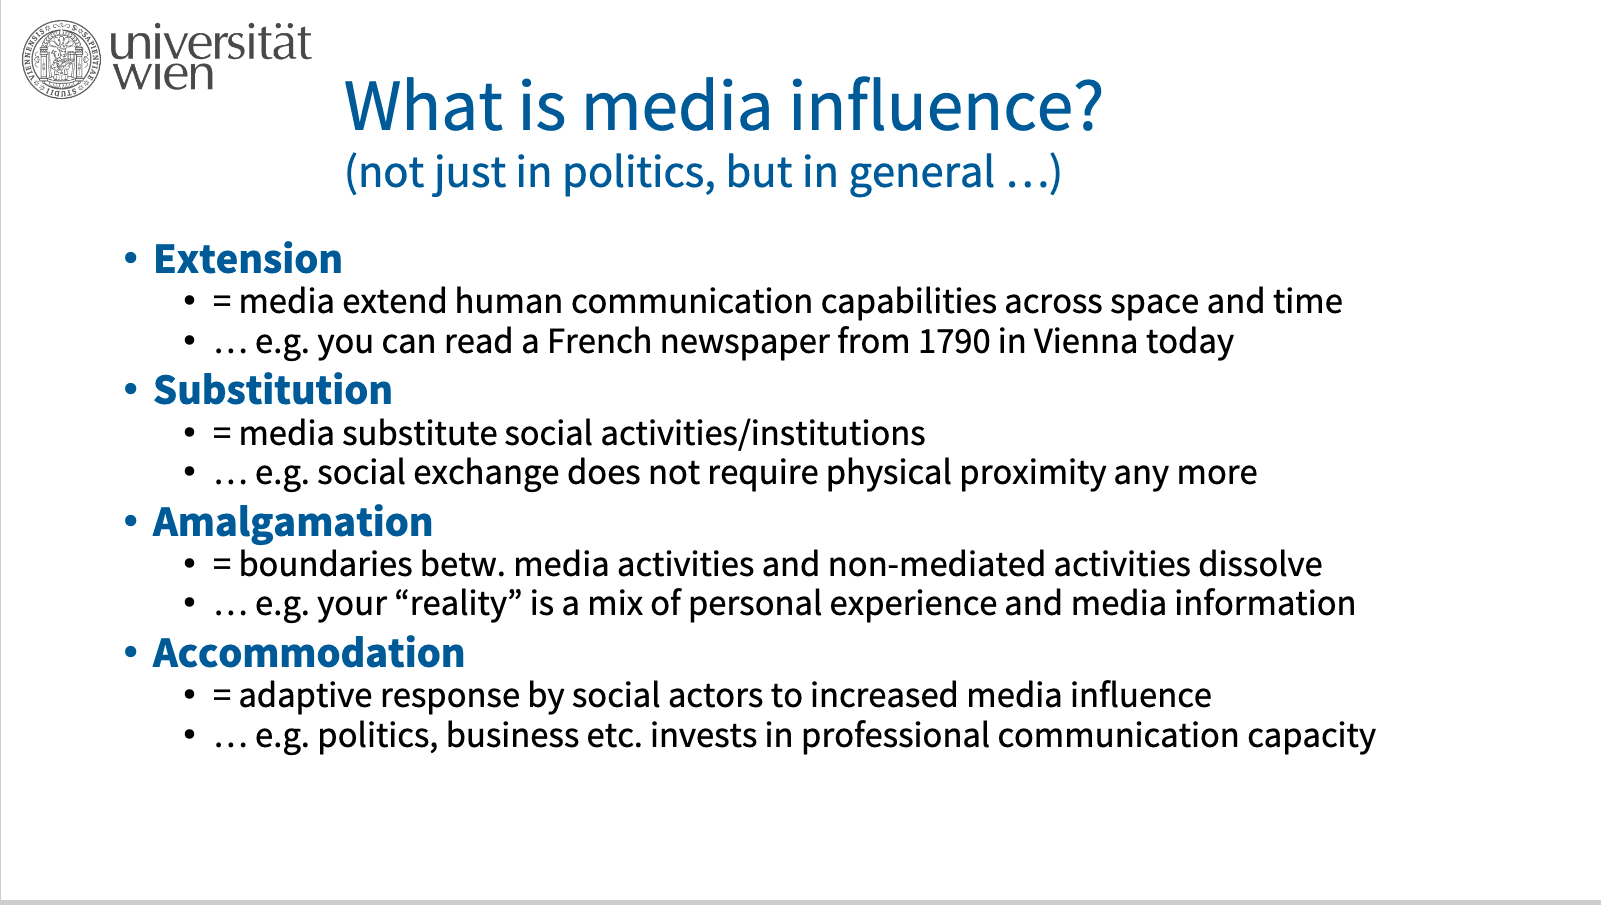 universität
wien
What is media influence?
(not just in politics, but in general …)
• Extension
• = media extend human communication capabilities across space and time
• … e.g. you can read a French newspaper from 1790 in Vienna today
• Substitution
• = media substitute social activities/institutions
• … e.g. social exchange does not require physical proximity any more
• Amalgamation
• = boundaries betw. media activities and non-mediated activities dissolve
• … e.g. your “reality” is a mix of personal experience and media information
• Accommodation
• = adaptive response by social actors to increased media influence
• … e.g. politics, business etc. invests in professional communication capacity